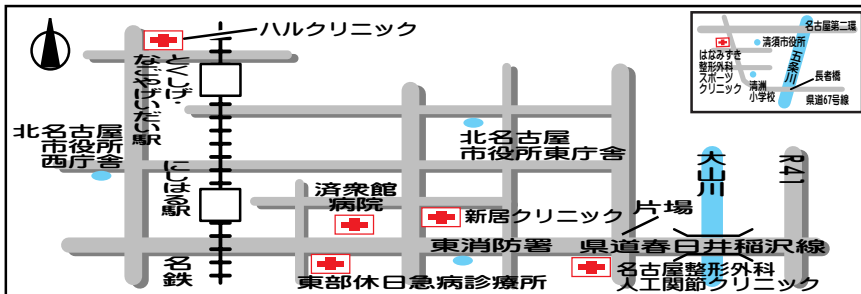 ハルクリニック
とくしげ・
なごやげいだい駅
北名古屋
市役所
西庁舎
にしはる駅
名鉄
済衆館
病院
北名古屋
市役所東庁舎
新居クリニック
片場
大山川
R41
東消防署
県道春日井稲沢線
東部休日急病診療所
名古屋整形外科
人工関節クリニック
名古屋第二環
清須市役所
はなみずき
整形外科
スポーツ
クリニック
五条川
清洲
小学校
長者橋
県道67号線